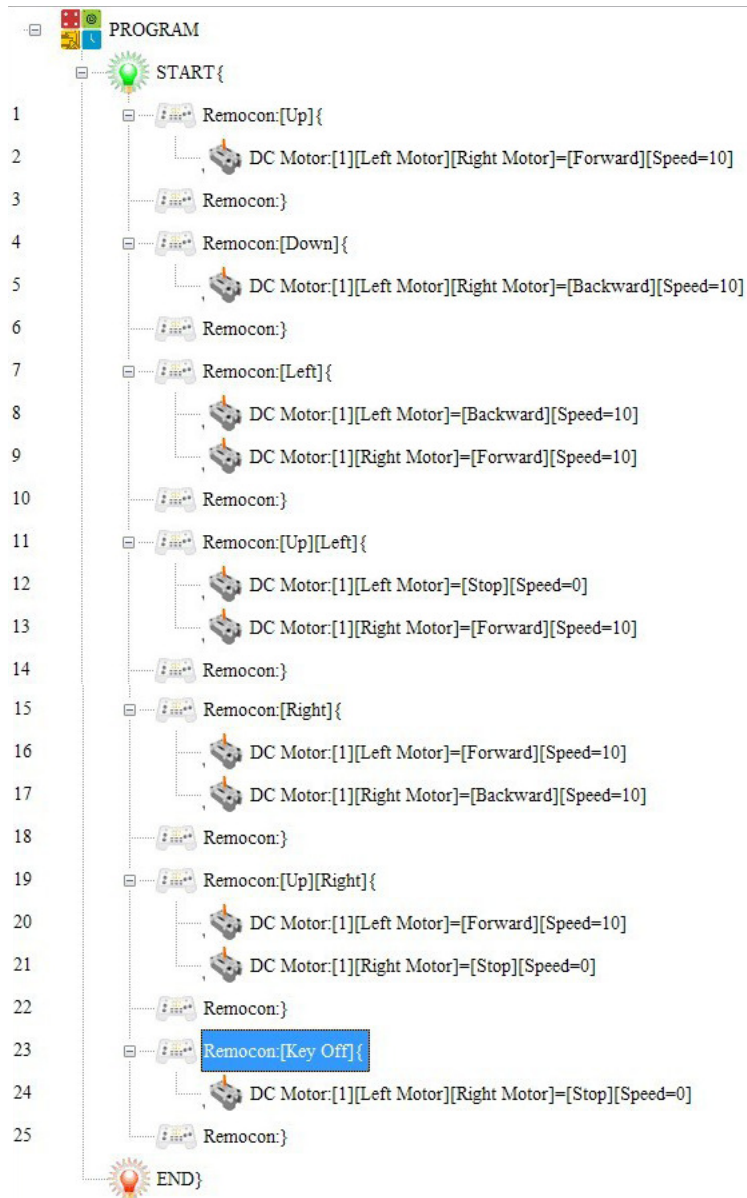 PROGRAM
START{
1 Remocon:[Up]{
2 DC Motor:[1][Left Motor][Right Motor]=[Forward][Speed=10]
3 Remocon:}
4 Remocon:[Down]{
5 DC Motor:[1][Left Motor][Right Motor]=[Backward][Speed=10]
6 Remocon:}
7 Remocon:[Left]{
8 DC Motor:[1][Left Motor]=[Backward][Speed=10]
9 DC Motor:[1][Right Motor]=[Forward][Speed=10]
10 Remocon:}
11 Remocon:[Up][Left]{
12 DC Motor:[1][Left Motor]=[Stop][Speed=0]
13 DC Motor:[1][Right Motor]=[Forward][Speed=10]
14 Remocon:}
15 Remocon:[Right]{
16 DC Motor:[1][Left Motor]=[Forward][Speed=10]
17 DC Motor:[1][Right Motor]=[Backward][Speed=10]
18 Remocon:}
19 Remocon:[Up][Right]{
20 DC Motor:[1][Left Motor]=[Forward][Speed=10]
21 DC Motor:[1][Right Motor]=[Stop][Speed=0]
22 Remocon:}
23 Remocon:[Key Off]{
24 DC Motor:[1][Left Motor][Right Motor]=[Stop][Speed=0]
25 Remocon:}
END}